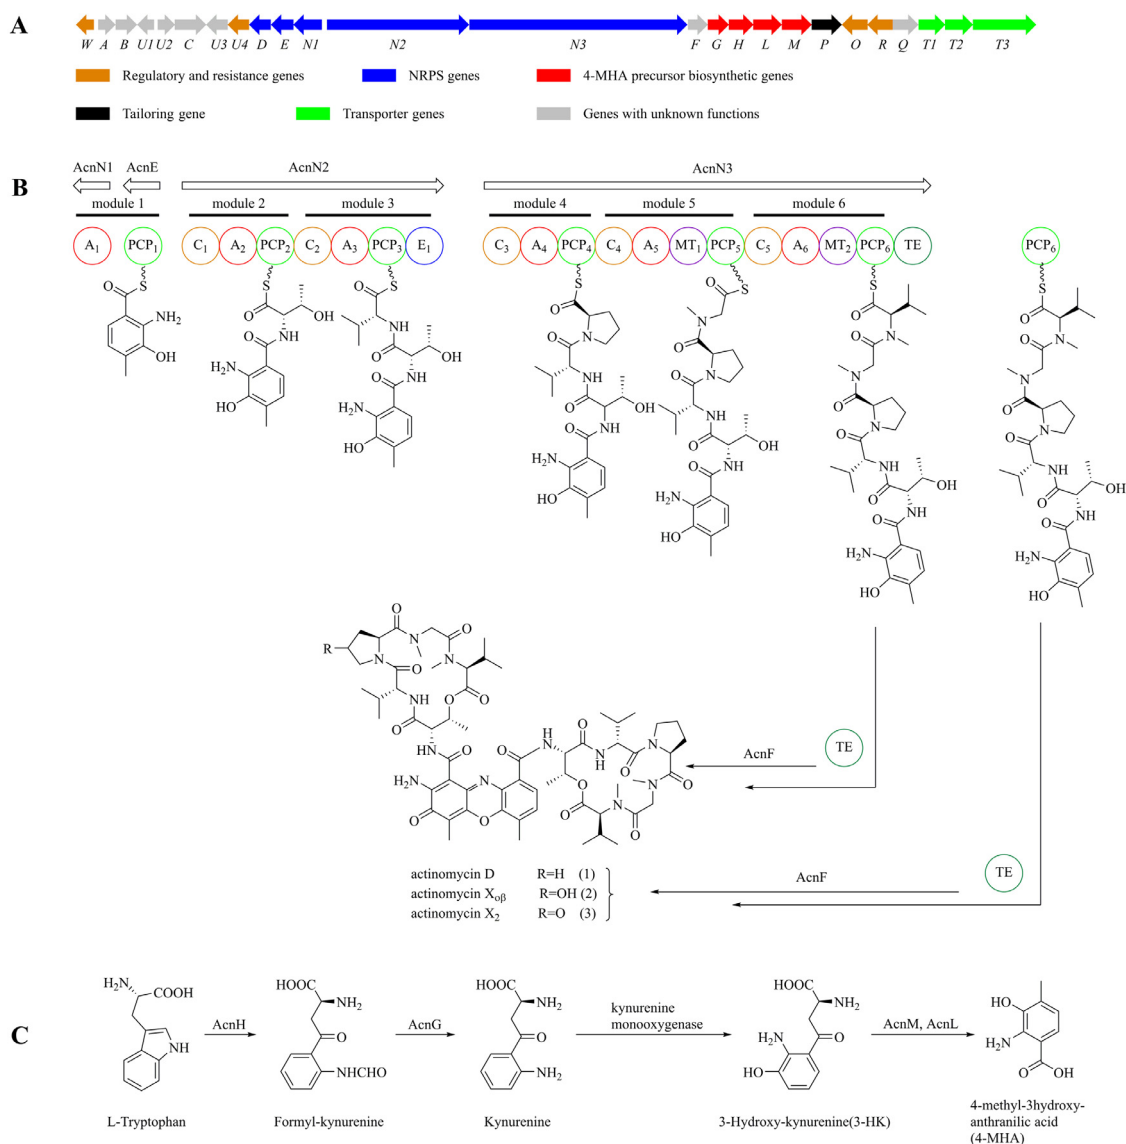 A
W A B U1 U2 C U3 U4 D E N1 N2 N3 F G H L M P O R Q T1 T2 T3
Regulatory and resistance genes
NRPS genes
4-MHA precursor biosynthetic genes
Tailoring gene
Transporter genes
Genes with unknown functions
B
AcnN1 AcnE AcnN2 AcnN3
module 1 module 2 module 3 module 4 module 5 module 6
A1 PCP1 C1 A2 PCP2 C2 A3 PCP3 E1 C3 A4 PCP4 C4 A5 MT1 PCP5 C5 A6 MT2 PCP6 TE PCP6
TE
AcnF
TE
AcnF
actinomycin D R=H (1)
actinomycin Xoβ R=OH (2)
actinomycin X2 R=O (3)
C
AcnH
AcnG
kynurenine
monooxygenase
AcnM, AcnL
L-Tryptophan
Formyl-kynurenine
Kynurenine
3-Hydroxy-kynurenine(3-HK)
4-methyl-3hydroxy-
anthranilic acid
(4-MHA)